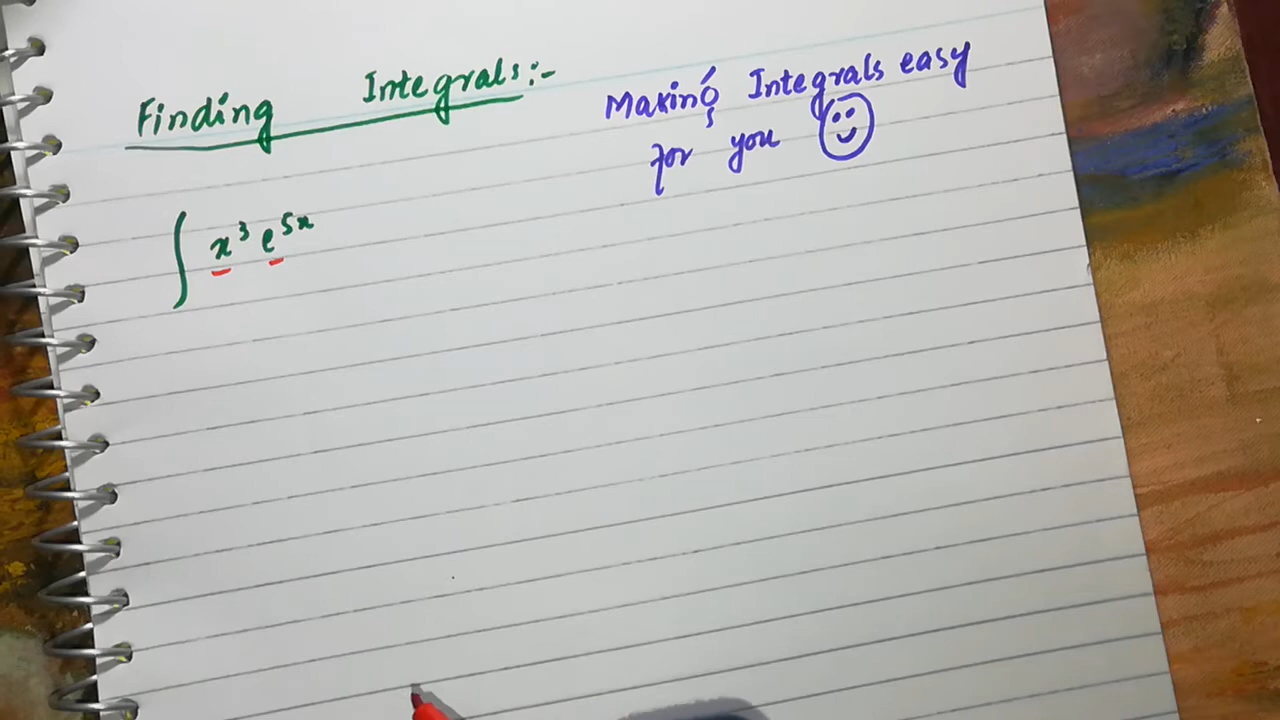 Finding Integrals:-
Making Integrals easy
for you
∫ x³ e⁵ˣ